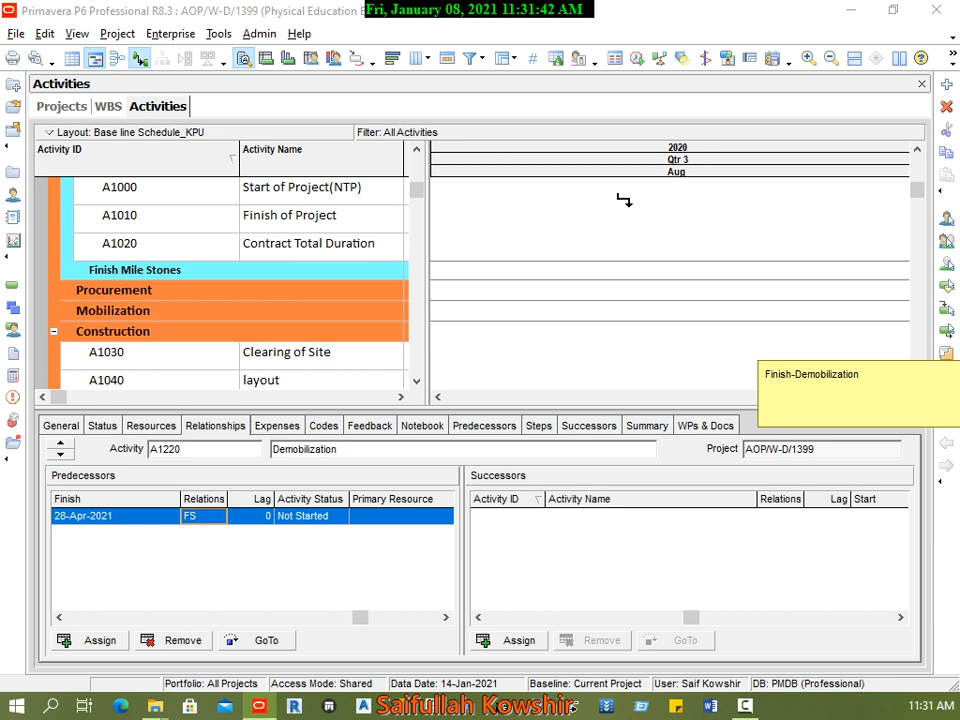 Primavera P6 Professional R8.3 : AOP/W-D/1399 (Physical Education
Fri, January 08, 2021 11:31:42 AM
File Edit View Project Enterprise Tools Admin Help
Activities
Projects WBS Activities
Layout: Base line Schedule_KPU
Filter: All Activities
Activity ID Activity Name
2020
Qtr 3
Aug
A1000 Start of Project(NTP)
A1010 Finish of Project
A1020 Contract Total Duration
Finish Mile Stones
Procurement
Mobilization
Construction
A1030 Clearing of Site
A1040 layout
Finish-Demobilization
General Status Resources Relationships Expenses Codes Feedback Notebook Predecessors Steps Successors Summary WPs & Docs
Activity A1220 Demobilization Project AOP/W-D/1399
Predecessors
Finish Relations Lag Activity Status Primary Resource
28-Apr-2021 FS 0 Not Started
Assign Remove GoTo
Successors
Activity ID Activity Name Relations Lag Start
Assign Remove GoTo
Portfolio: All Projects Access Mode: Shared Data Date: 14-Jan-2021 Baseline: Current Project User: Saif Kowshir DB: PMDB (Professional)
Saifullah Kowshir
11:31 AM